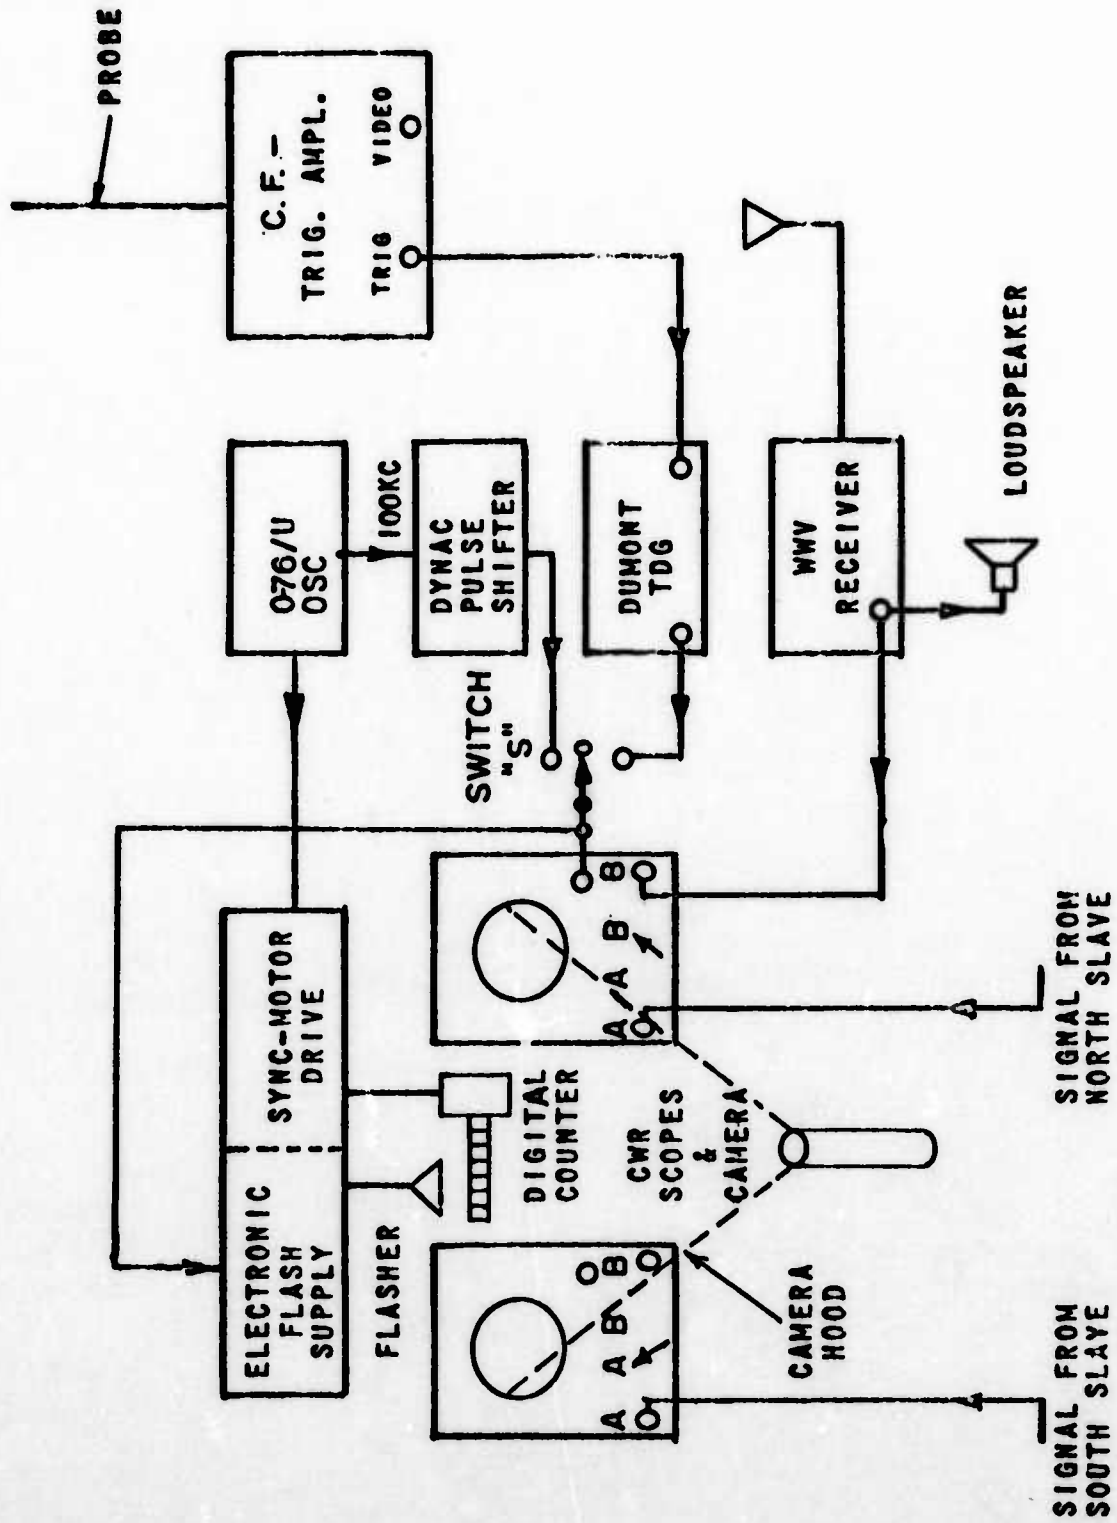 PROBE
C.F.-
TRIG. AMPL.
TRIG VIDEO
0-76/U
OSC
100KC
DYNAC
PULSE
SHIFTER
SWITCH
"S"
DUMONT
TDG
WWV
RECEIVER
LOUDSPEAKER
ELECTRONIC
FLASH
SUPPLY
SYNC-MOTOR
DRIVE
FLASHER
DIGITAL
COUNTER
CWR
SCOPES
&
CAMERA
A A B B
A A B B
CAMERA
HOOD
SIGNAL FROM
SOUTH SLAVE
SIGNAL FROM
NORTH SLAVE